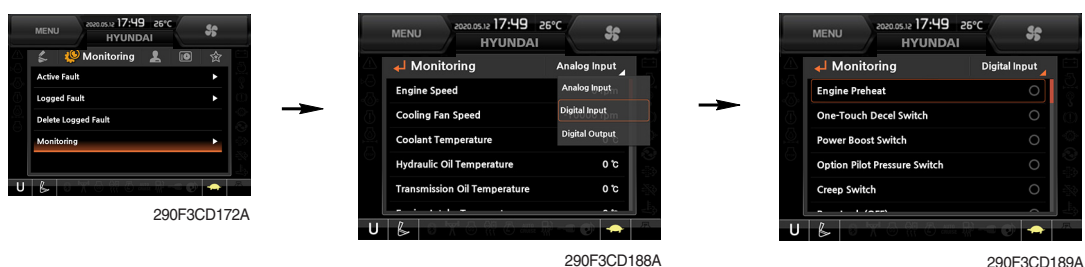 MENU
2020.05.12 17:49 26°C
HYUNDAI
Monitoring
Active Fault
Logged Fault
Delete Logged Fault
Monitoring
U
290F3CD172A
MENU
2020.05.12 17:49 26°C
HYUNDAI
Monitoring Analog Input
Engine Speed
Analog Input
Cooling Fan Speed rpm
Digital Input
Coolant Temperature
Digital Output
Hydraulic Oil Temperature 0 ℃
Transmission Oil Temperature 0 ℃
U
290F3CD188A
MENU
2020.05.12 17:49 26°C
HYUNDAI
Monitoring Digital Input
Engine Preheat
One-Touch Decel Switch
Power Boost Switch
Option Pilot Pressure Switch
Creep Switch
U
290F3CD189A